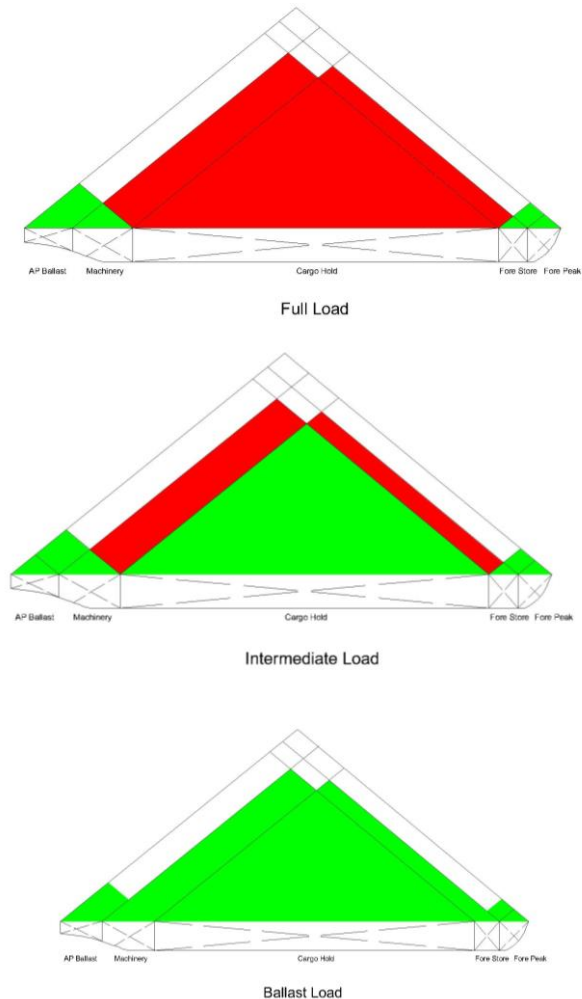 AP Ballast Machinery Cargo Hold Fore Store Fore Peak
Full Load
AP Ballast Machinery Cargo Hold Fore Store Fore Peak
Intermediate Load
AP Ballast Machinery Cargo Hold Fore Store Fore Peak
Ballast Load